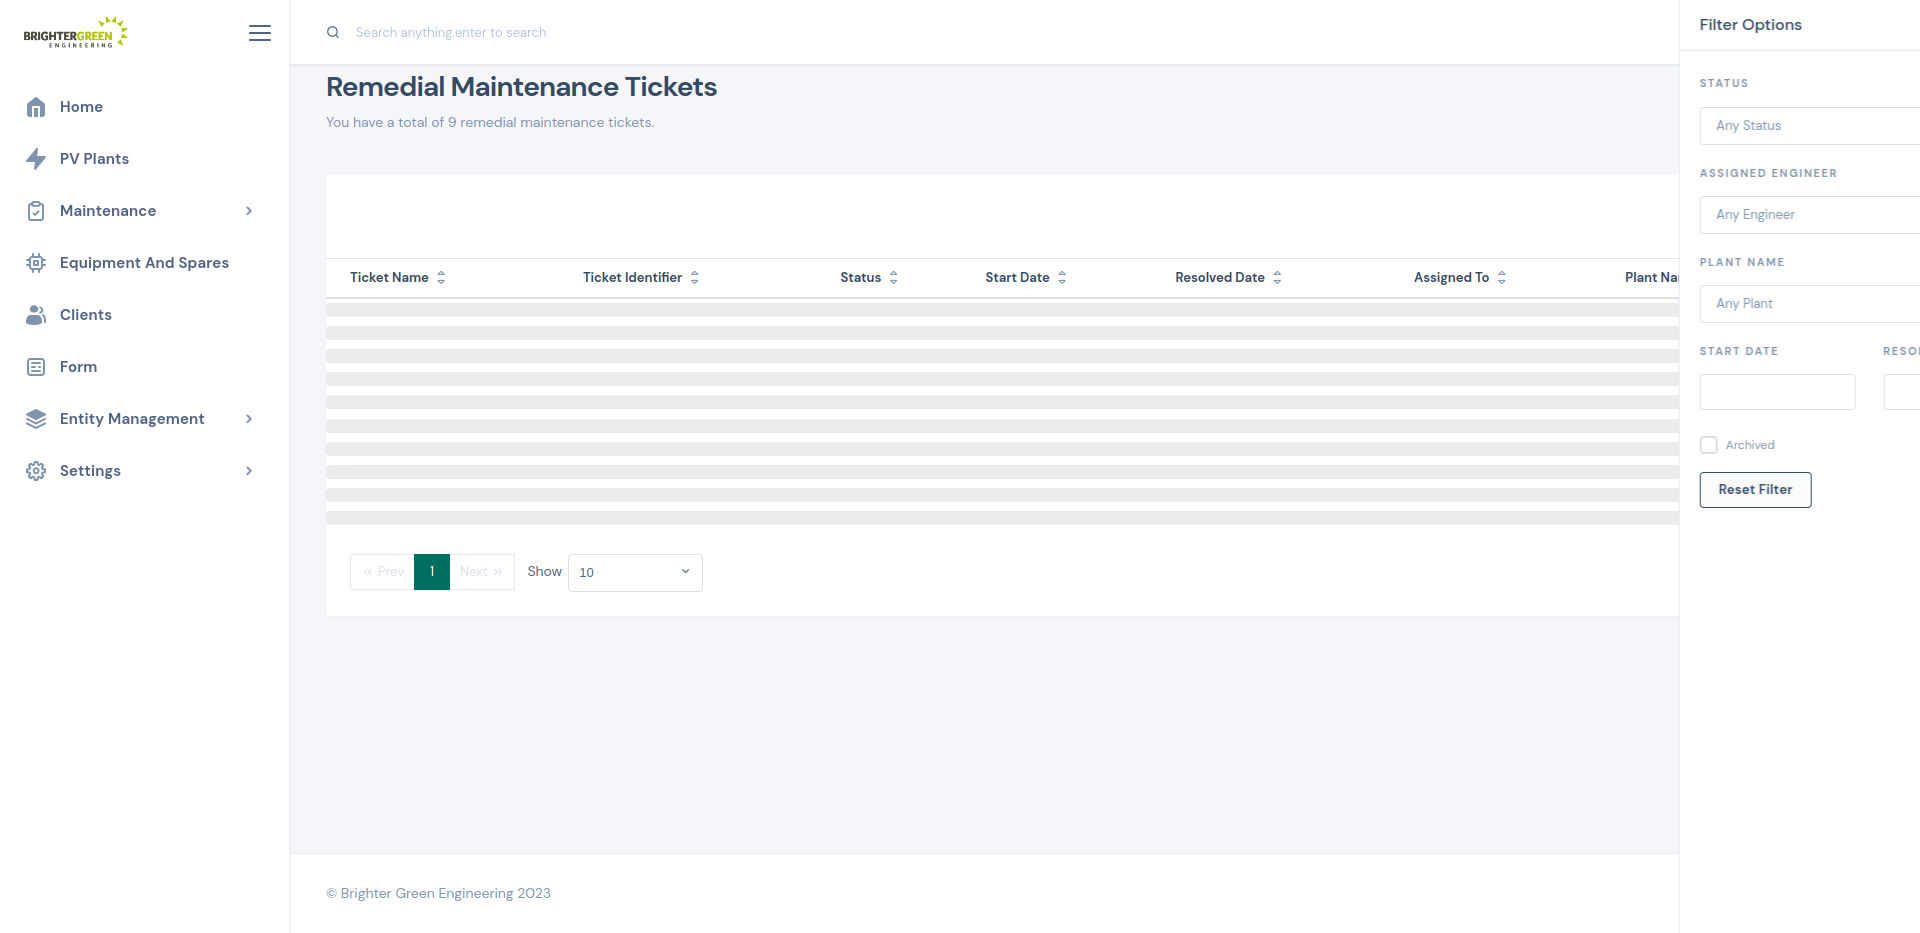 BRIGHTERGREEN
ENGINEERING
Home
PV Plants
Maintenance
Equipment And Spares
Clients
Form
Entity Management
Settings
Search anything.enter to search
Remedial Maintenance Tickets
You have a total of 9 remedial maintenance tickets.
Ticket Name Ticket Identifier Status Start Date Resolved Date Assigned To Plant Na
« Prev 1 Next » Show 10
© Brighter Green Engineering 2023
Filter Options
STATUS
Any Status
ASSIGNED ENGINEER
Any Engineer
PLANT NAME
Any Plant
START DATE RESO
Archived
Reset Filter